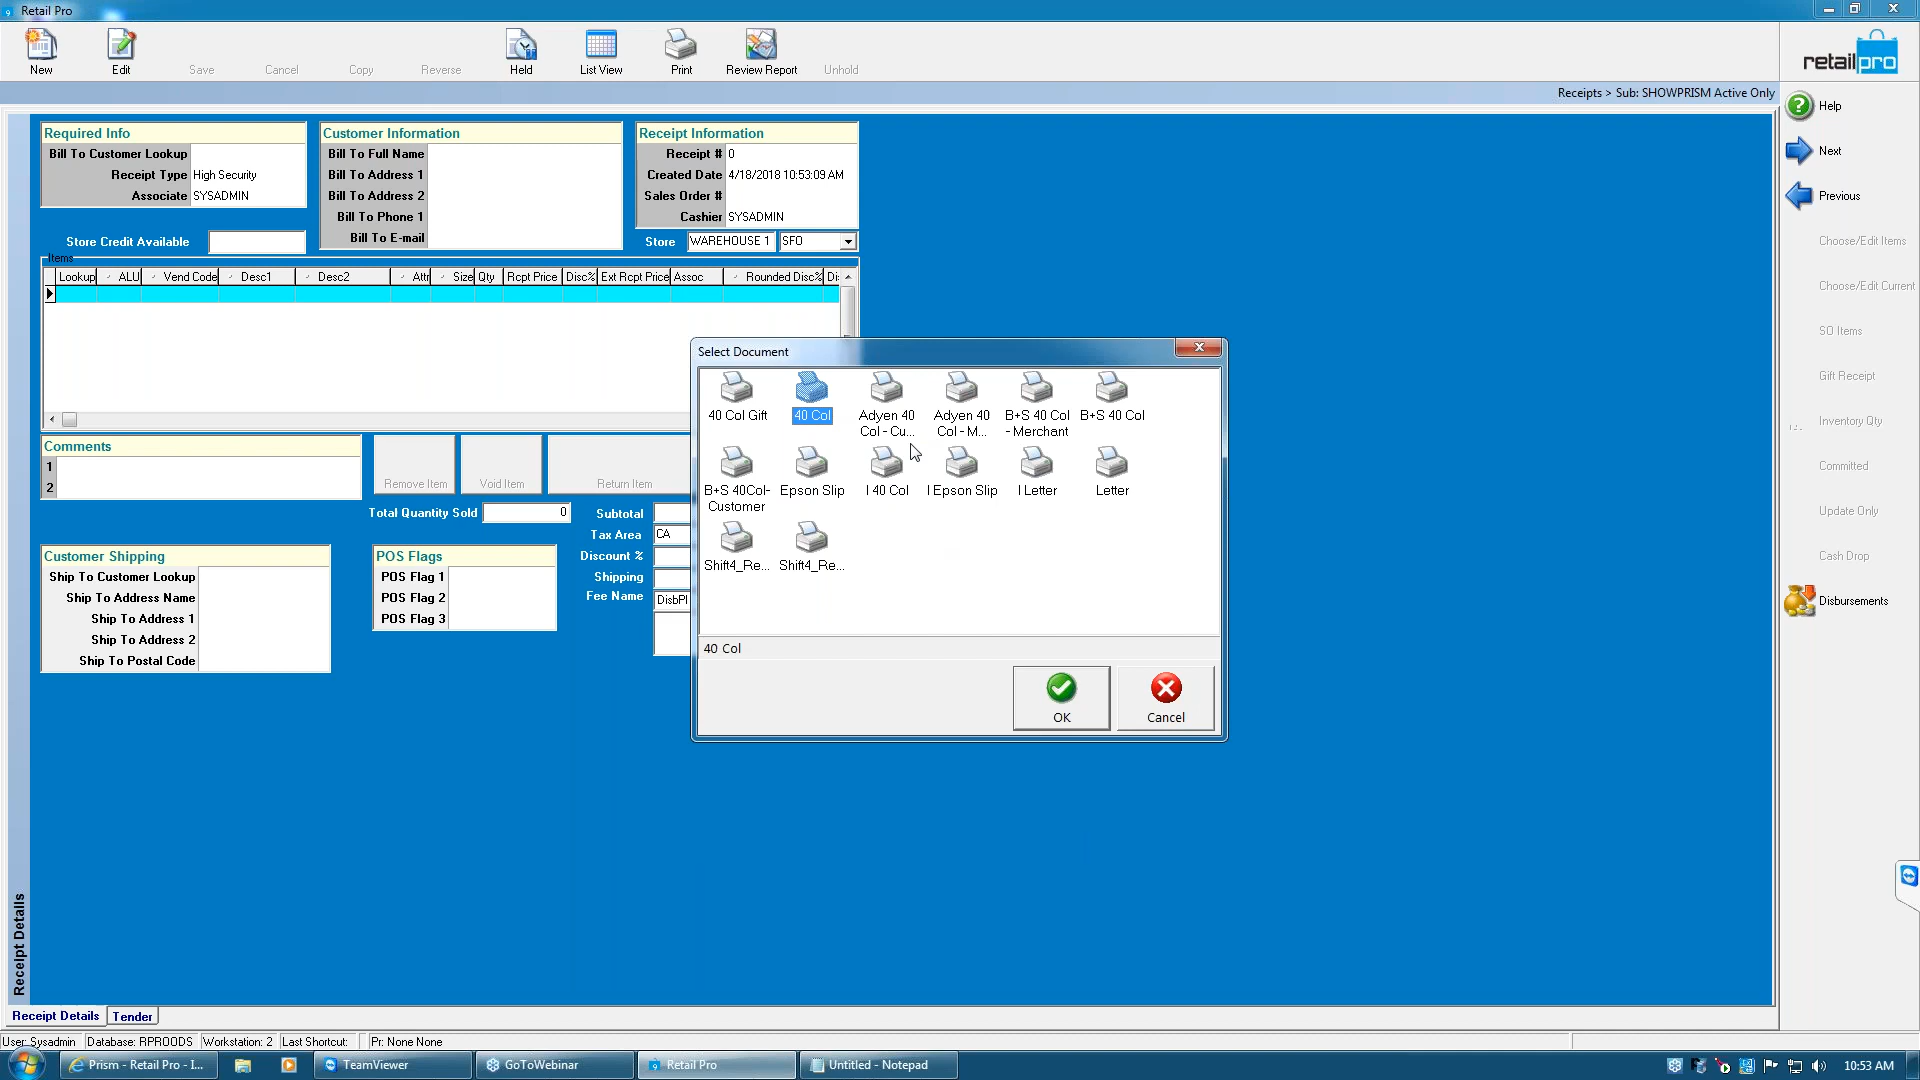 Retail Pro
New
Edit
Save
Cancel
Copy
Reverse
Held
List View
Print
Review Report
Unhold
retailpro
Receipts > Sub: SHOWPRISM Active Only
Help
Next
Previous
Choose/Edit Items
Choose/Edit Current
SO Items
Gift Receipt
Inventory Qty
Committed
Update Only
Cash Drop
Disbursements
Required Info
Bill To Customer Lookup
Receipt Type High Security
Associate SYSADMIN
Store Credit Available
Customer Information
Bill To Full Name
Bill To Address 1
Bill To Address 2
Bill To Phone 1
Bill To E-mail
Receipt Information
Receipt # 0
Created Date 4/18/2018 10:53:09 AM
Sales Order #
Cashier SYSADMIN
Store WAREHOUSE 1 SFO
Items
Lookup ALU Vend Code Desc1 Desc2 Attr Size Qty Rcpt Price Disc% Ext Rcpt Price Assoc Rounded Disc% Di:
Comments
1
2
Remove Item
Void Item
Return Item
Total Quantity Sold 0
Subtotal
Tax Area CA
Discount %
Shipping
Fee Name DisbPl
Customer Shipping
Ship To Customer Lookup
Ship To Address Name
Ship To Address 1
Ship To Address 2
Ship To Postal Code
POS Flags
POS Flag 1
POS Flag 2
POS Flag 3
Select Document
40 Col Gift
40 Col
Adyen 40
Col - Cu...
Adyen 40
Col - M...
B+S 40 Col
- Merchant
B+S 40 Col
B+S 40Col-
Customer
Epson Slip
I 40 Col
I Epson Slip
I Letter
Letter
Shift4_Re...
Shift4_Re...
40 Col
OK
Cancel
Receipt Details
Receipt Details
Tender
User: Sysadmin Database: RPROODS Workstation: 2 Last Shortcut: Pr: None None
Prism - Retail Pro - I...
TeamViewer
GoToWebinar
Retail Pro
Untitled - Notepad
10:53 AM